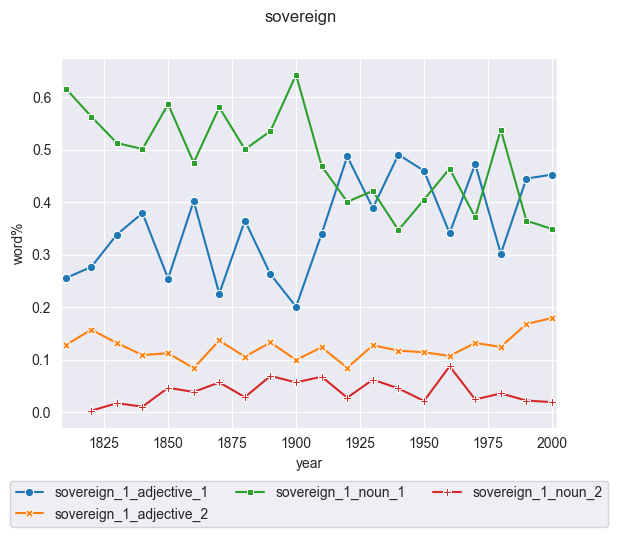 sovereign
0.6
0.5
0.4
0.3
0.2
0.1
0.0
word%
1825 1850 1875 1900 1925 1950 1975 2000
year
sovereign_1_adjective_1 sovereign_1_noun_1 sovereign_1_noun_2
sovereign_1_adjective_2